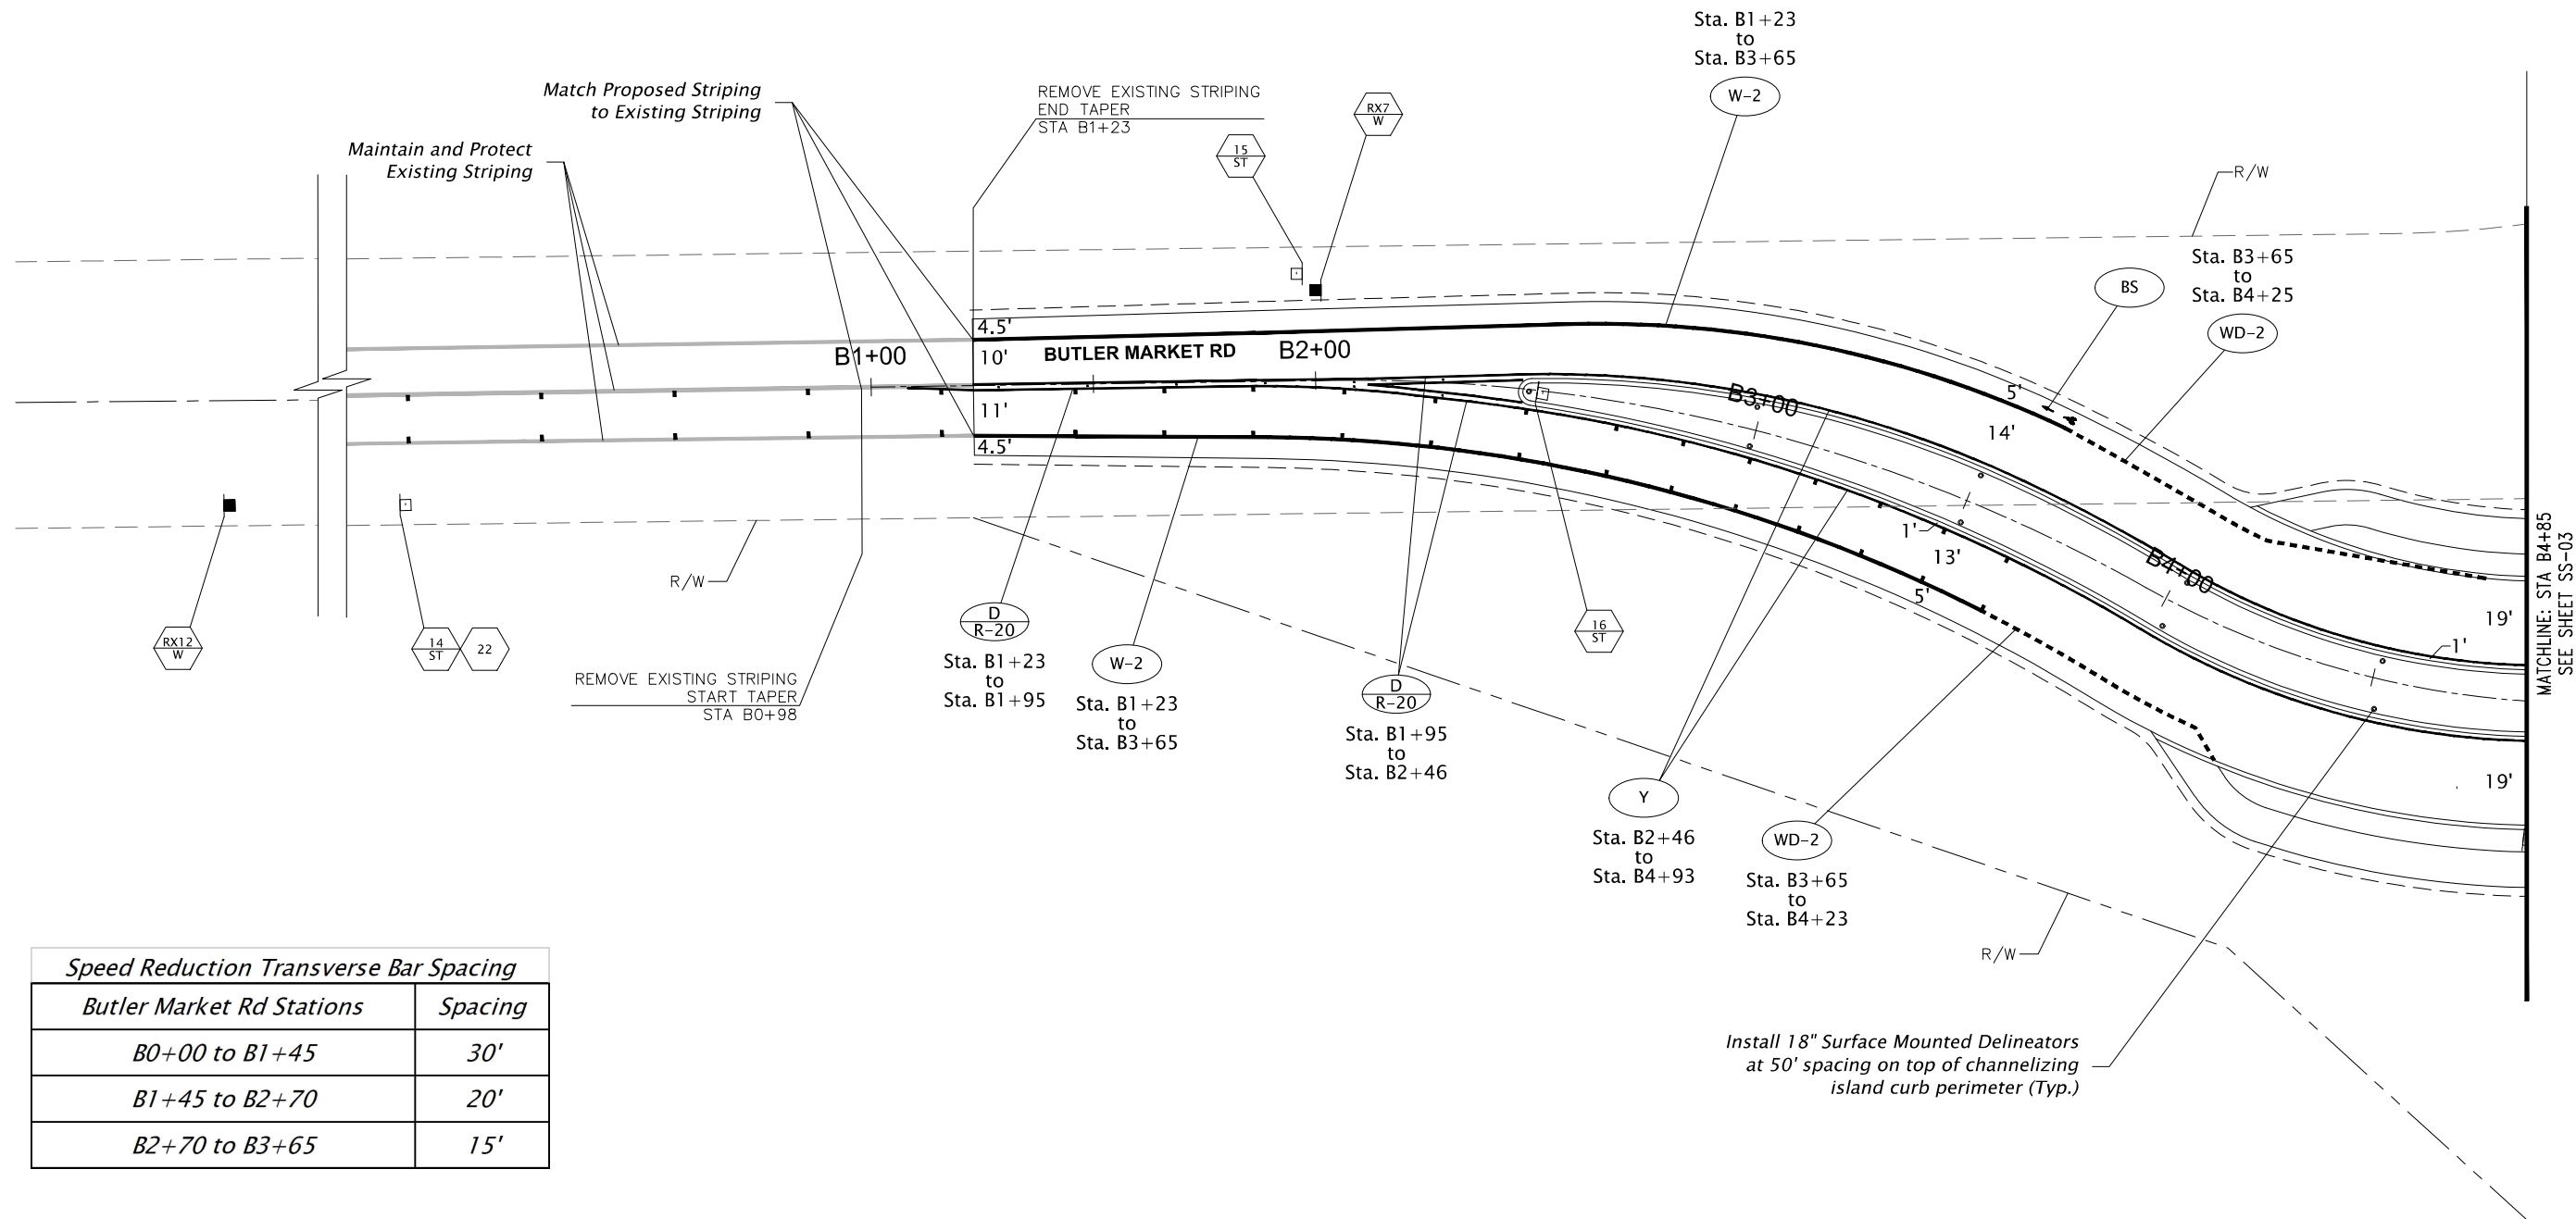 Sta. B1+23
to
Sta. B3+65
W-2
Match Proposed Striping
to Existing Striping
REMOVE EXISTING STRIPING
END TAPER
STA B1+23
RX7
W
15
ST
Maintain and Protect
Existing Striping
R/W
Sta. B3+65
to
Sta. B4+25
BS
WD-2
4.5'
B1+00
10'
BUTLER MARKET RD
B2+00
11'
4.5'
B3+00
5'
14'
1'
13'
B4+00
5'
19'
1'
19'
MATCHLINE: STA B4+85
SEE SHEET SS-03
R/W
RX12
W
14
ST
22
REMOVE EXISTING STRIPING
START TAPER
STA B0+98
D
R-20
Sta. B1+23
to
Sta. B1+95
W-2
Sta. B1+23
to
Sta. B3+65
D
R-20
Sta. B1+95
to
Sta. B2+46
16
ST
Y
Sta. B2+46
to
Sta. B4+93
WD-2
Sta. B3+65
to
Sta. B4+23
R/W
Install 18" Surface Mounted Delineators
at 50' spacing on top of channelizing
island curb perimeter (Typ.)
Speed Reduction Transverse Bar Spacing
Butler Market Rd Stations Spacing
B0+00 to B1+45 30'
B1+45 to B2+70 20'
B2+70 to B3+65 15'